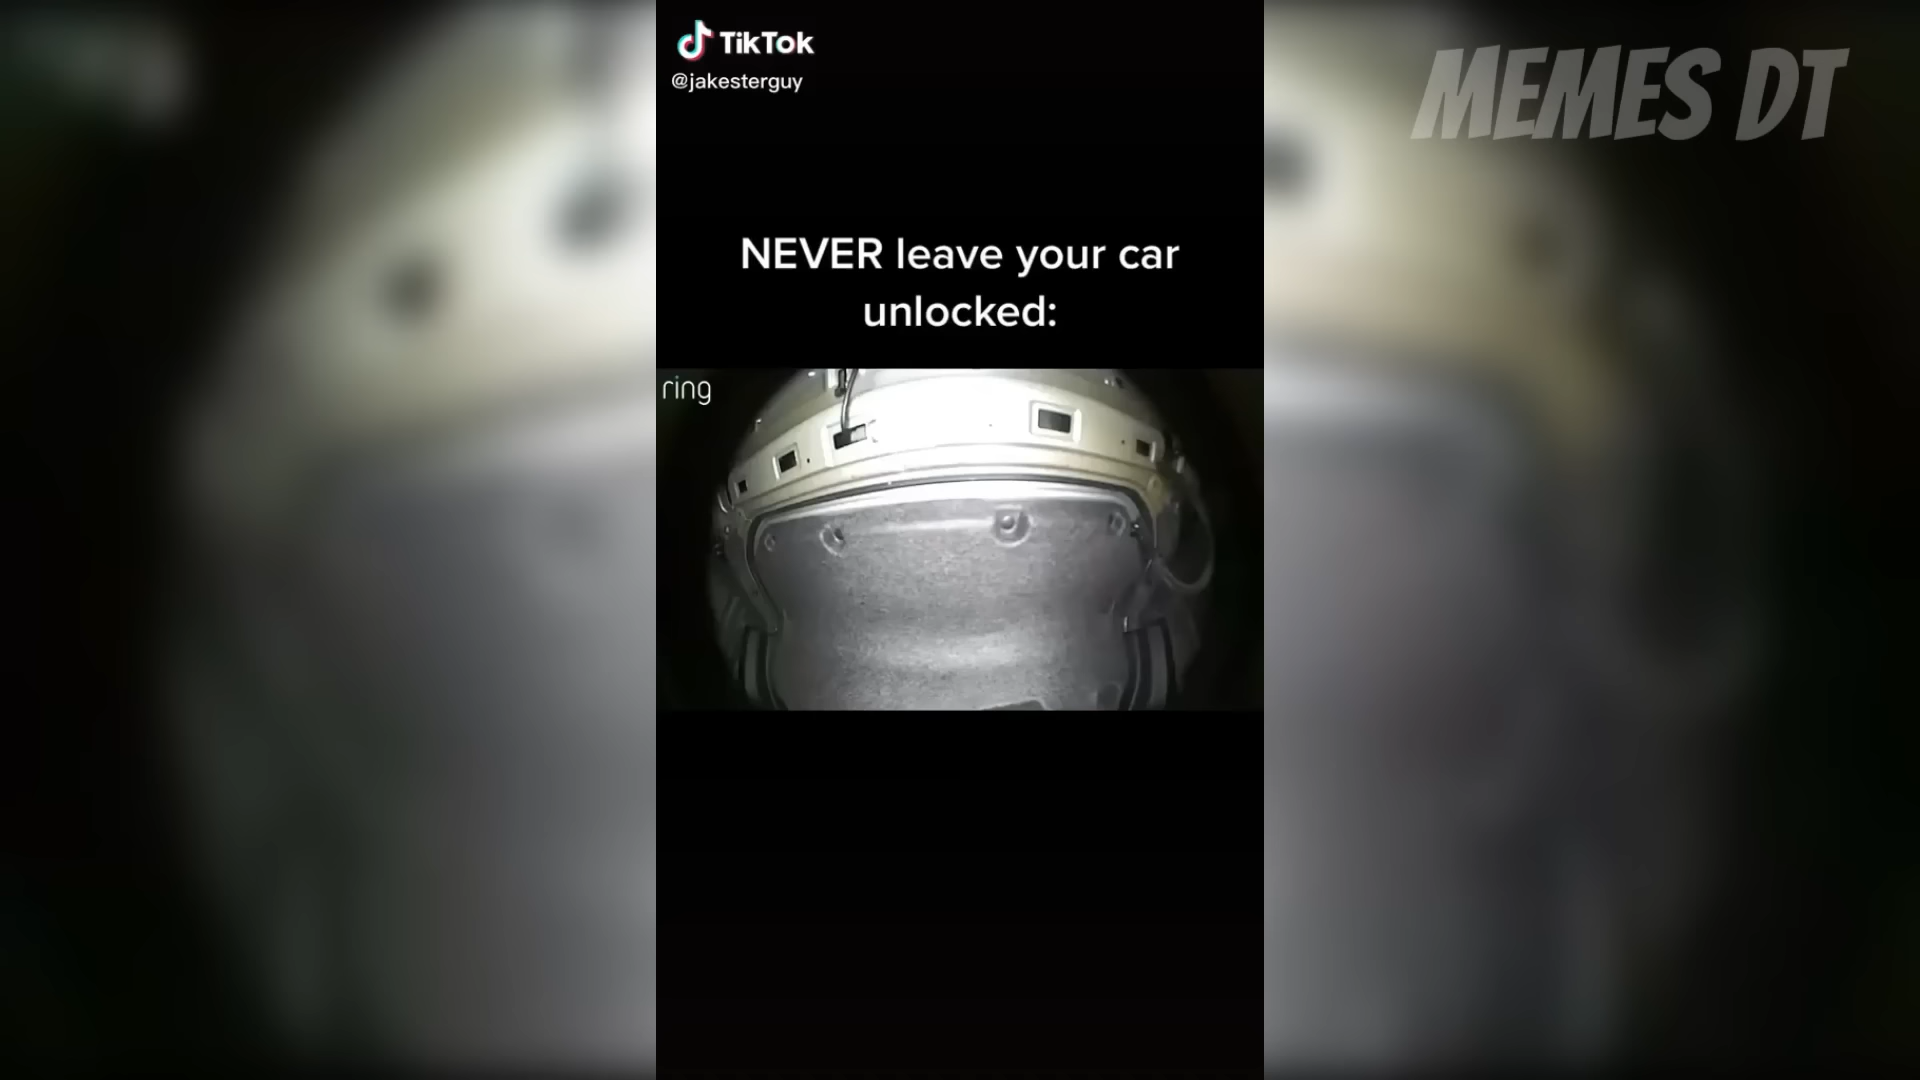 TikTok
@jakesterguy
MEMES DT
NEVER leave your car
unlocked:
ring